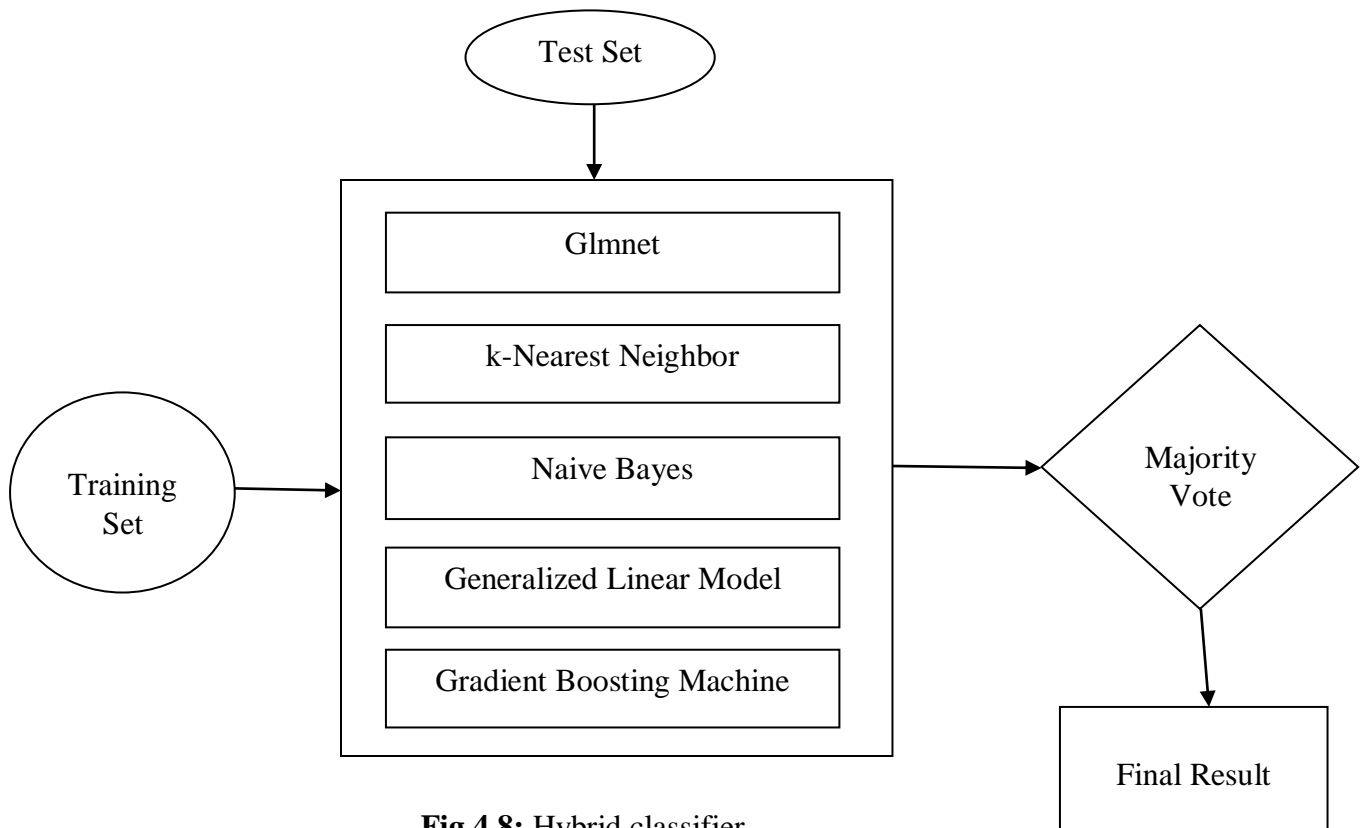 Test Set
Glmnet
k-Nearest Neighbor
Naive Bayes
Generalized Linear Model
Gradient Boosting Machine
Training
Set
Majority
Vote
Final Result
Fig 4.8: Hybrid classifier